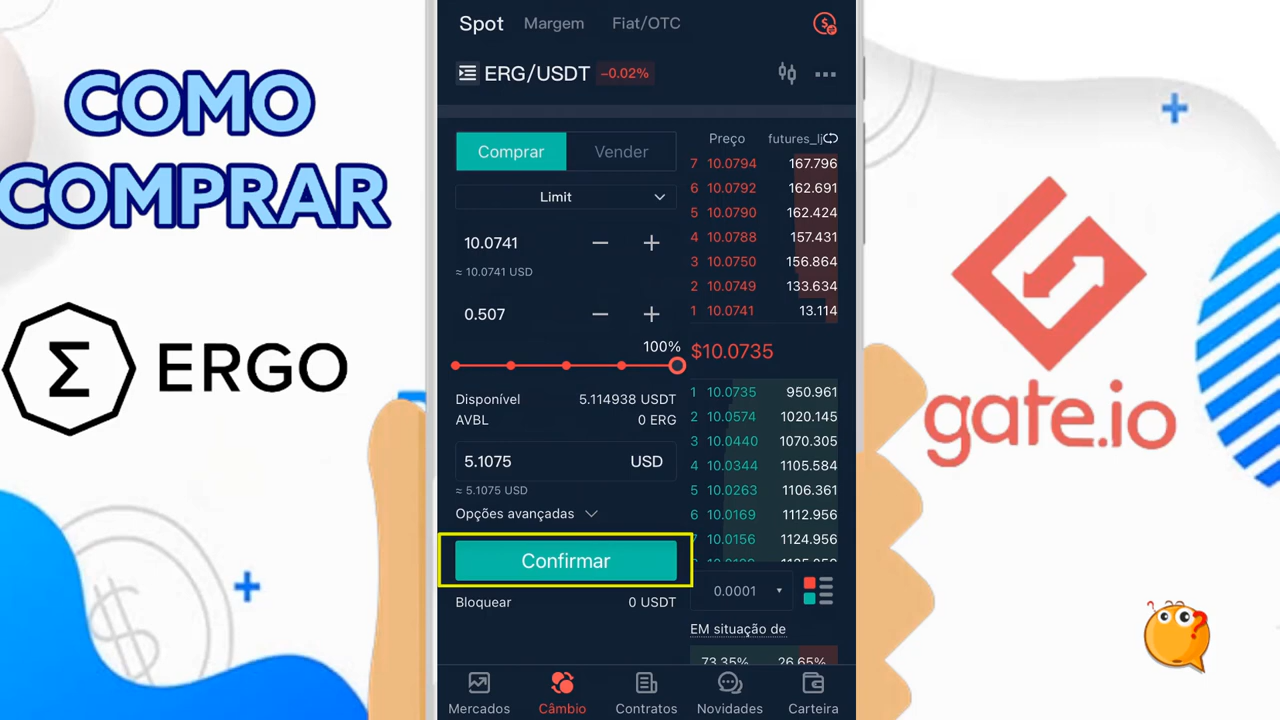 COMO
COMPRAR
Σ ERGO
Spot Margem Fiat/OTC
ERG/USDT -0.02%
Comprar Vender
Limit
10.0741 — +
≈ 10.0741 USD
0.507 — +
100%
Disponível 5.114938 USDT
AVBL 0 ERG
5.1075 USD
≈ 5.1075 USD
Opções avançadas
Confirmar
Bloquear 0 USDT
Preço futures_lj
7 10.0794 167.796
6 10.0792 162.691
5 10.0790 162.424
4 10.0788 157.431
3 10.0750 156.864
2 10.0749 133.634
1 10.0741 13.114
$10.0735
1 10.0735 950.961
2 10.0574 1020.145
3 10.0440 1070.305
4 10.0344 1105.584
5 10.0263 1106.361
6 10.0169 1112.956
7 10.0156 1124.956
0.0001
EM situação de
73.35% 26.65%
Mercados Câmbio Contratos Novidades Carteira
gate.io
?